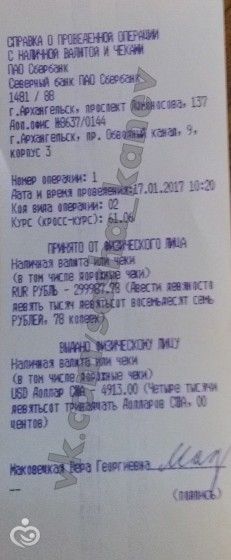 СПРАВКА О ПРОВЕДЕННОЙ ОПЕРАЦИИ
С НАЛИЧНОЙ ВАЛЮТОЙ И ЧЕКАМИ
ПАО Сбербанк
Северный банк ПАО Сбербанк
1481 / 88
г.Архангельск, проспект Ломоносова, 137
Доп.офис №8637/0144
г.Архангельск, пр. Обводный канал, 9,
корпус 3
Номер операции: 1
Дата и время проведения:17.01.2017 10:20
Код вида операции: 02
Курс (кросс-курс): 61.06
ПРИНЯТО ОТ ФИЗИЧЕСКОГО ЛИЦА
Наличная валюта или чеки
(в том числе дорожные чеки)
RUR РУБЛЬ - 299987.78 (Двести девяносто
девять тысяч девятьсот восемьдесят семь
РУБЛЕЙ, 78 копеек)
ВЫДАНО ФИЗИЧЕСКОМУ ЛИЦУ
Наличная валюта или чеки
(в том числе дорожные чеки)
USD Доллар США - 4913.00 (Четыре тысячи
девятьсот тринадцать Долларов США, 00
центов)
Маковецкая Вера Георгиевна
(подпись)